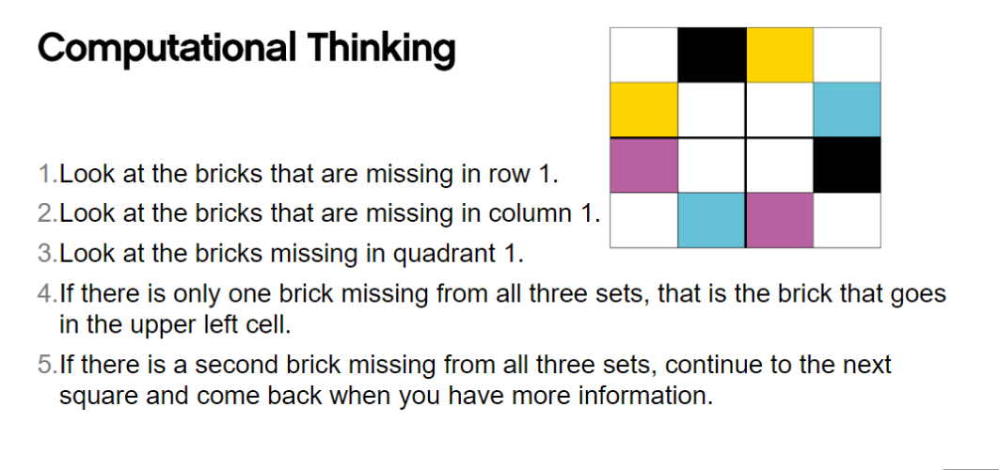 Computational Thinking
1.Look at the bricks that are missing in row 1.
2.Look at the bricks that are missing in column 1.
3.Look at the bricks missing in quadrant 1.
4.If there is only one brick missing from all three sets, that is the brick that goes
in the upper left cell.
5.If there is a second brick missing from all three sets, continue to the next
square and come back when you have more information.